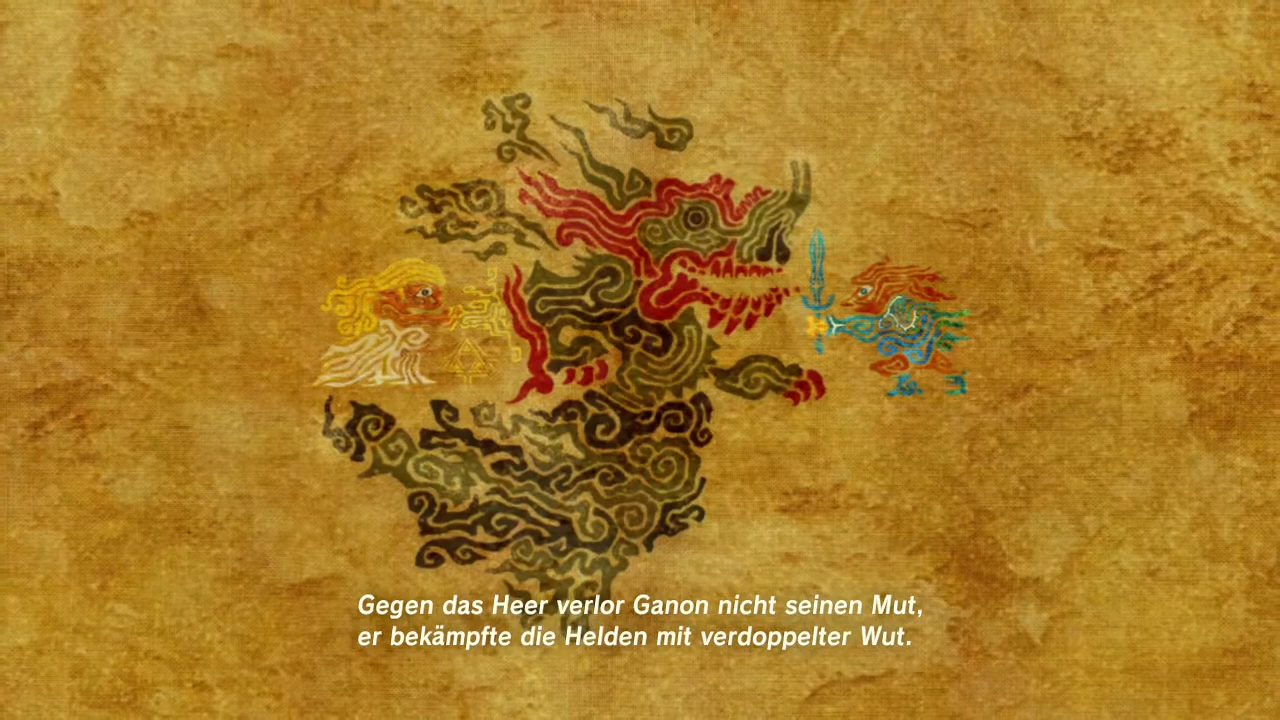 Gegen das Heer verlor Ganon nicht seinen Mut,
er bekämpfte die Helden mit verdoppelter Wut.